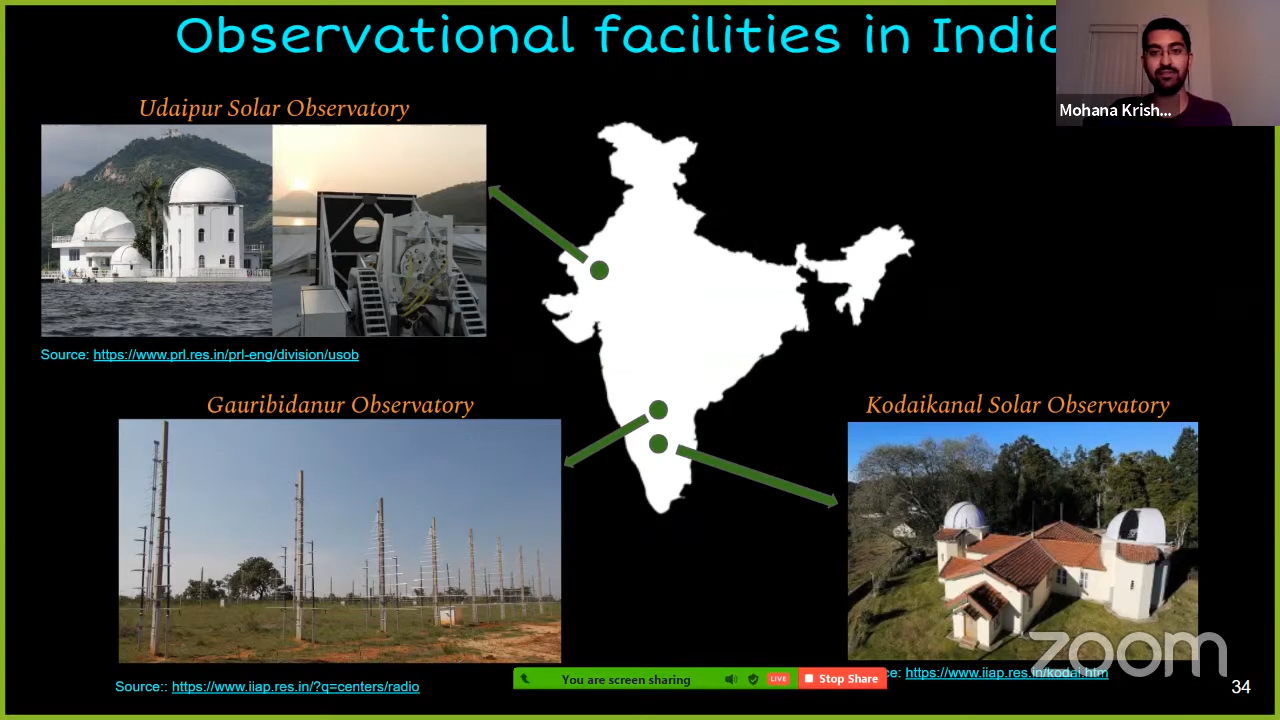 Observational facilities in Indi
Mohana Krish...
Udaipur Solar Observatory
Source: https://www.prl.res.in/prl-eng/division/usob
Gauribidanur Observatory
Kodaikanal Solar Observatory
Source:: https://www.iiap.res.in/?q=centers/radio
ce: https://www.iiap.res.in/kodai.htm
zoom
You are screen sharing
LIVE
Stop Share
34